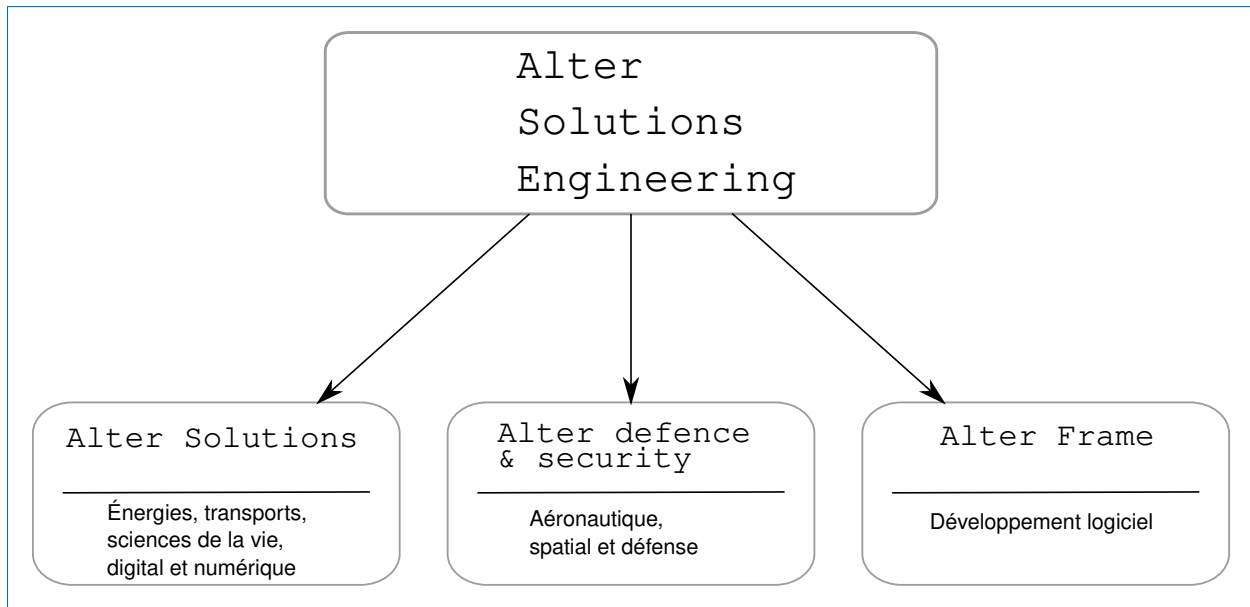 Alter
Solutions
Engineering
Alter Solutions
Énergies, transports,
sciences de la vie,
digital et numérique
Alter defence
& security
Aéronautique,
spatial et défense
Alter Frame
Développement logiciel